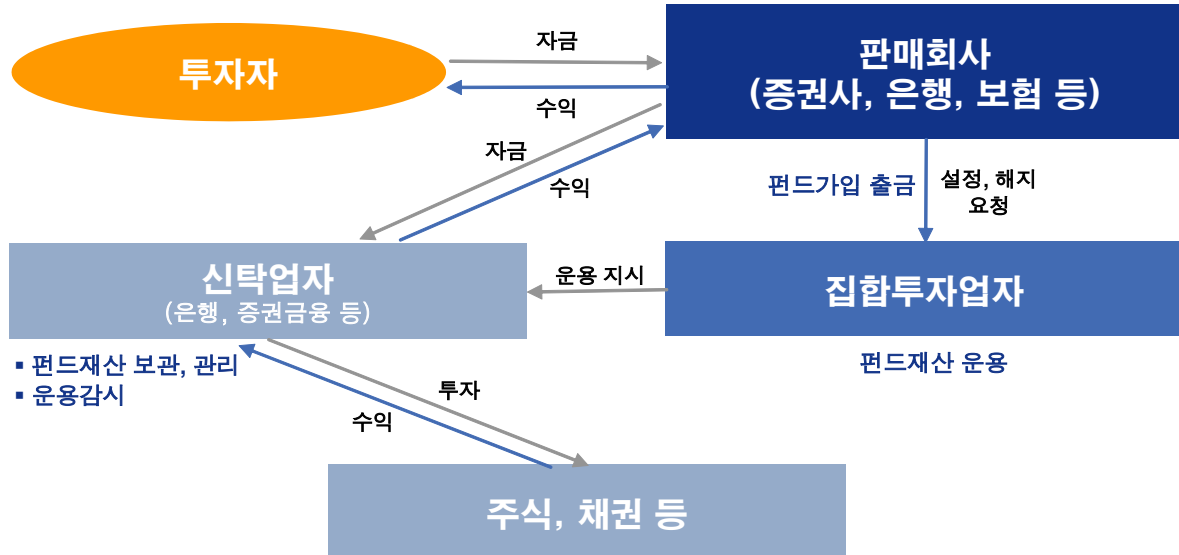 투자자
자금
수익
판매회사
(증권사, 은행, 보험 등)
자금
수익
펀드가입 출금
설정, 해지
요청
신탁업자
(은행, 증권금융 등)
운용 지시
집합투자업자
▪ 펀드재산 보관, 관리
▪ 운용감시
펀드재산 운용
투자
수익
주식, 채권 등